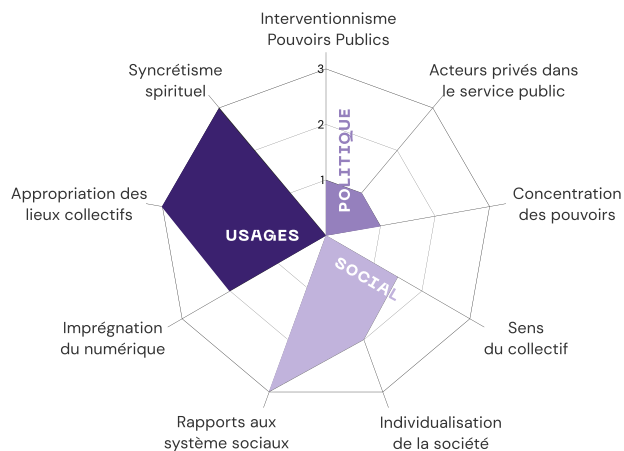 Interventionnisme
Pouvoirs Publics
Syncrétisme
spirituel
Acteurs privés dans
le service public
3
2
1
POLITIQUE
Appropriation des
lieux collectifs
Concentration
des pouvoirs
USAGES
SOCIAL
Imprégnation
du numérique
Sens
du collectif
Rapports aux
système sociaux
Individualisation
de la société